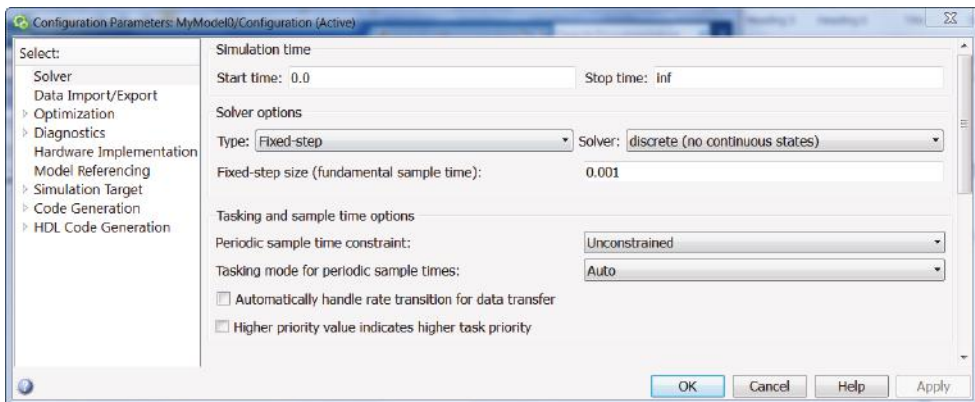 Configuration Parameters: MyModel0/Configuration (Active)
Select:
Solver
Data Import/Export
Optimization
Diagnostics
Hardware Implementation
Model Referencing
Simulation Target
Code Generation
HDL Code Generation
Simulation time
Start time: 0.0 Stop time: inf
Solver options
Type: Fixed-step Solver: discrete (no continuous states)
Fixed-step size (fundamental sample time): 0.001
Tasking and sample time options
Periodic sample time constraint: Unconstrained
Tasking mode for periodic sample times: Auto
Automatically handle rate transition for data transfer
Higher priority value indicates higher task priority
OK Cancel Help Apply